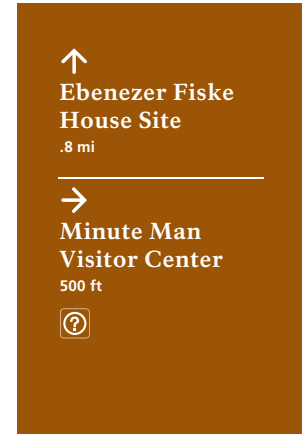 ↑
Ebenezer Fiske
House Site
.8 mi
→
Minute Man
Visitor Center
500 ft
?